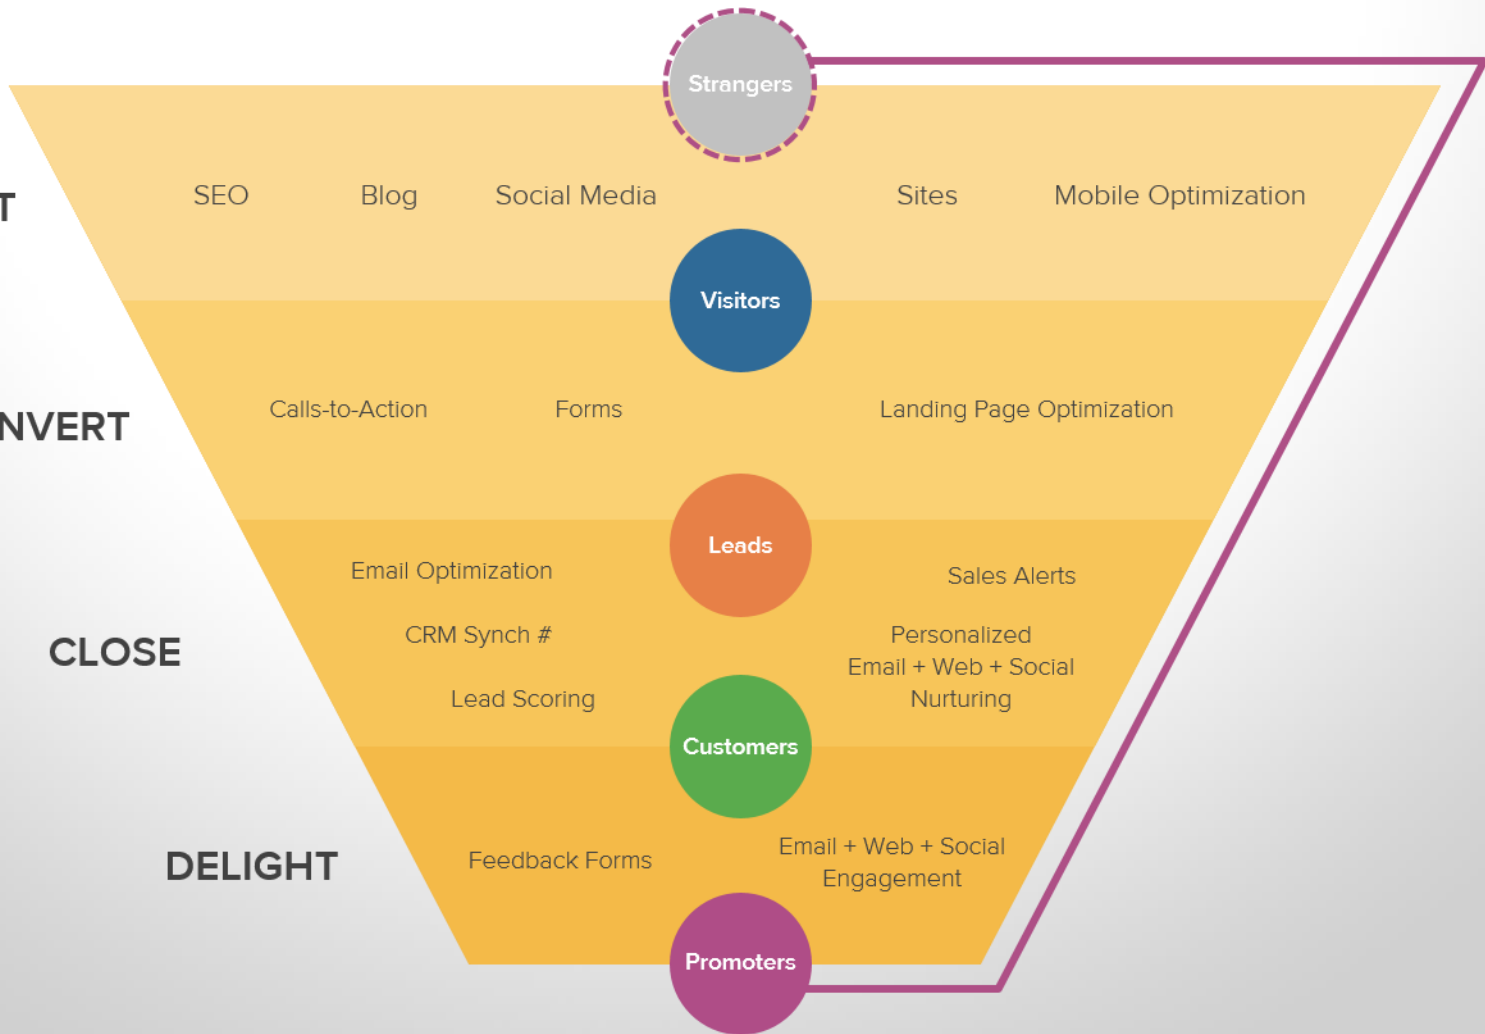 Strangers
SEO Blog Social Media Sites Mobile Optimization
T
Visitors
Calls-to-Action Forms Landing Page Optimization
NVERT
Leads
Email Optimization
Sales Alerts
CRM Synch #
Personalized
Email + Web + Social
Nurturing
CLOSE
Lead Scoring
Customers
DELIGHT
Feedback Forms
Email + Web + Social
Engagement
Promoters